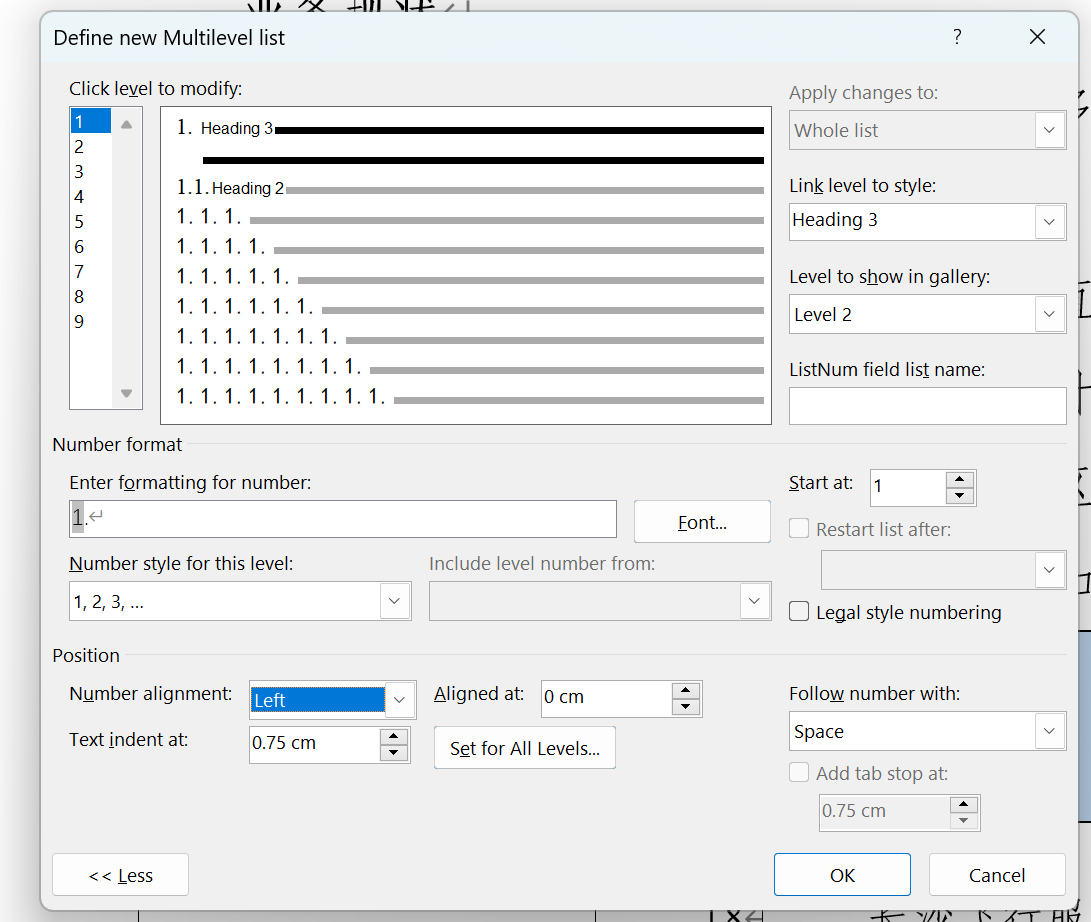 业务现状
Define new Multilevel list
?
Click level to modify:
1
2
3
4
5
6
7
8
9
1. Heading 3
1.1. Heading 2
1. 1. 1.
1. 1. 1. 1.
1. 1. 1. 1. 1.
1. 1. 1. 1. 1. 1.
1. 1. 1. 1. 1. 1. 1.
1. 1. 1. 1. 1. 1. 1. 1.
1. 1. 1. 1. 1. 1. 1. 1. 1.
Apply changes to:
Whole list
Link level to style:
Heading 3
Level to show in gallery:
Level 2
ListNum field list name:
Number format
Enter formatting for number:
1.
Font...
Number style for this level:
1, 2, 3, ...
Include level number from:
Start at:
1
Restart list after:
Legal style numbering
Position
Number alignment:
Left
Aligned at:
0 cm
Text indent at:
0.75 cm
Set for All Levels...
Follow number with:
Space
Add tab stop at:
0.75 cm
<< Less
OK
Cancel